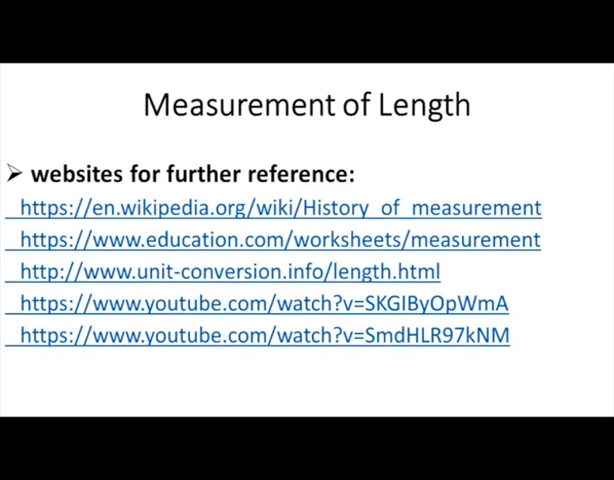 Measurement of Length
➢ websites for further reference:
https://en.wikipedia.org/wiki/History_of_measurement
https://www.education.com/worksheets/measurement
http://www.unit-conversion.info/length.html
https://www.youtube.com/watch?v=SKGIByOpWmA
https://www.youtube.com/watch?v=SmdHLR97kNM